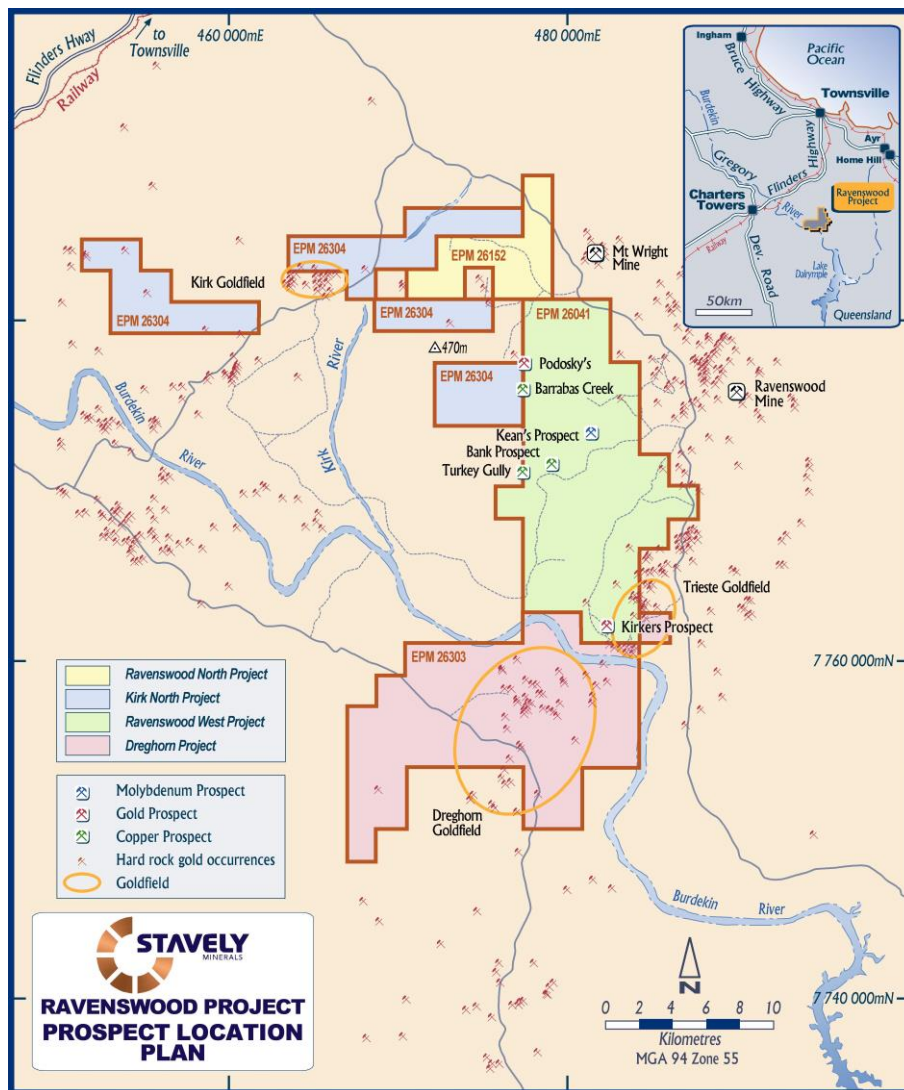 460 000mE
480 000mE
to
Townsville
Flinders Hway
Railway
Ingham
Bruce Highway
Pacific
Ocean
Townsville
Burdekin
Ayr
Home Hill
Gregory
Highway
Flinders
Charters
Towers
River
Ravenswood
Project
Railway
Dev. Road
Lake
Dalrymple
50km
Queensland
EPM 26304
EPM 26152
Mt Wright
Mine
Kirk Goldfield
EPM 26304
EPM 26304
EPM 26041
470m
EPM 26304
Podosky's
Barrabas Creek
Ravenswood
Mine
Burdekin
River
Kirk
River
Kean's Prospect
Bank Prospect
Turkey Gully
Trieste Goldfield
Kirkers Prospect
EPM 26303
7 760 000mN
Ravenswood North Project
Kirk North Project
Ravenswood West Project
Dreghorn Project
Molybdenum Prospect
Gold Prospect
Copper Prospect
Hard rock gold occurrences
Goldfield
Dreghorn
Goldfield
Burdekin
River
STAVELY
MINERALS
RAVENSWOOD PROJECT
PROSPECT LOCATION
PLAN
N
0 2 4 6 8 10
Kilometres
MGA 94 Zone 55
7 740 000mN